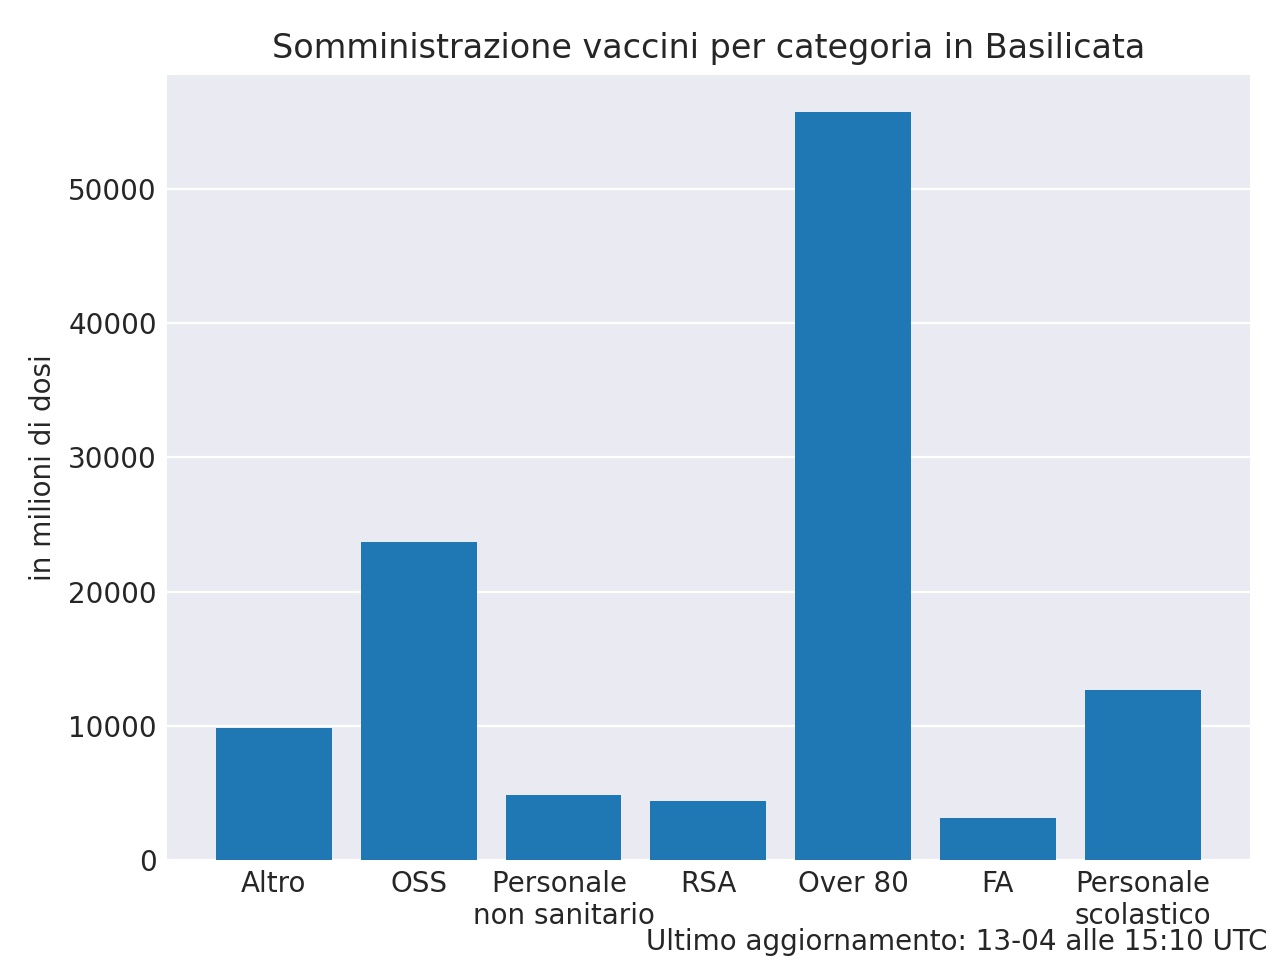 Somministrazione vaccini per categoria in Basilicata
in milioni di dosi
50000
40000
30000
20000
10000
0
Altro
OSS
Personale
non sanitario
RSA
Over 80
FA
Personale
scolastico
Ultimo aggiornamento: 13-04 alle 15:10 UTC